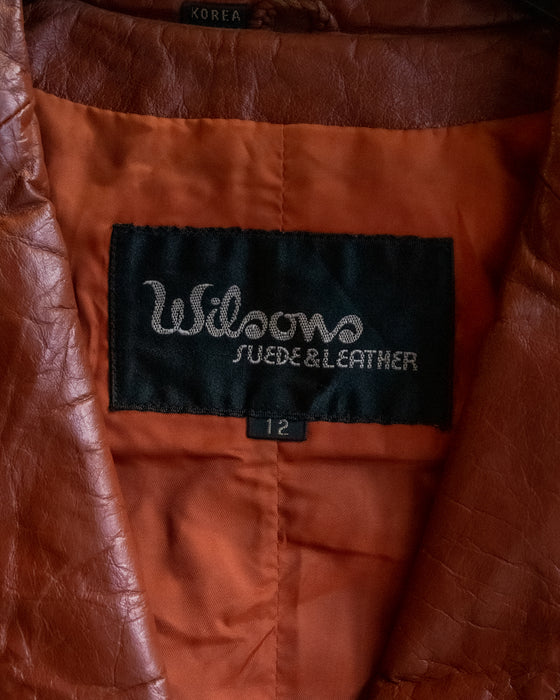 KOREA
Wilsons
SUEDE & LEATHER
12